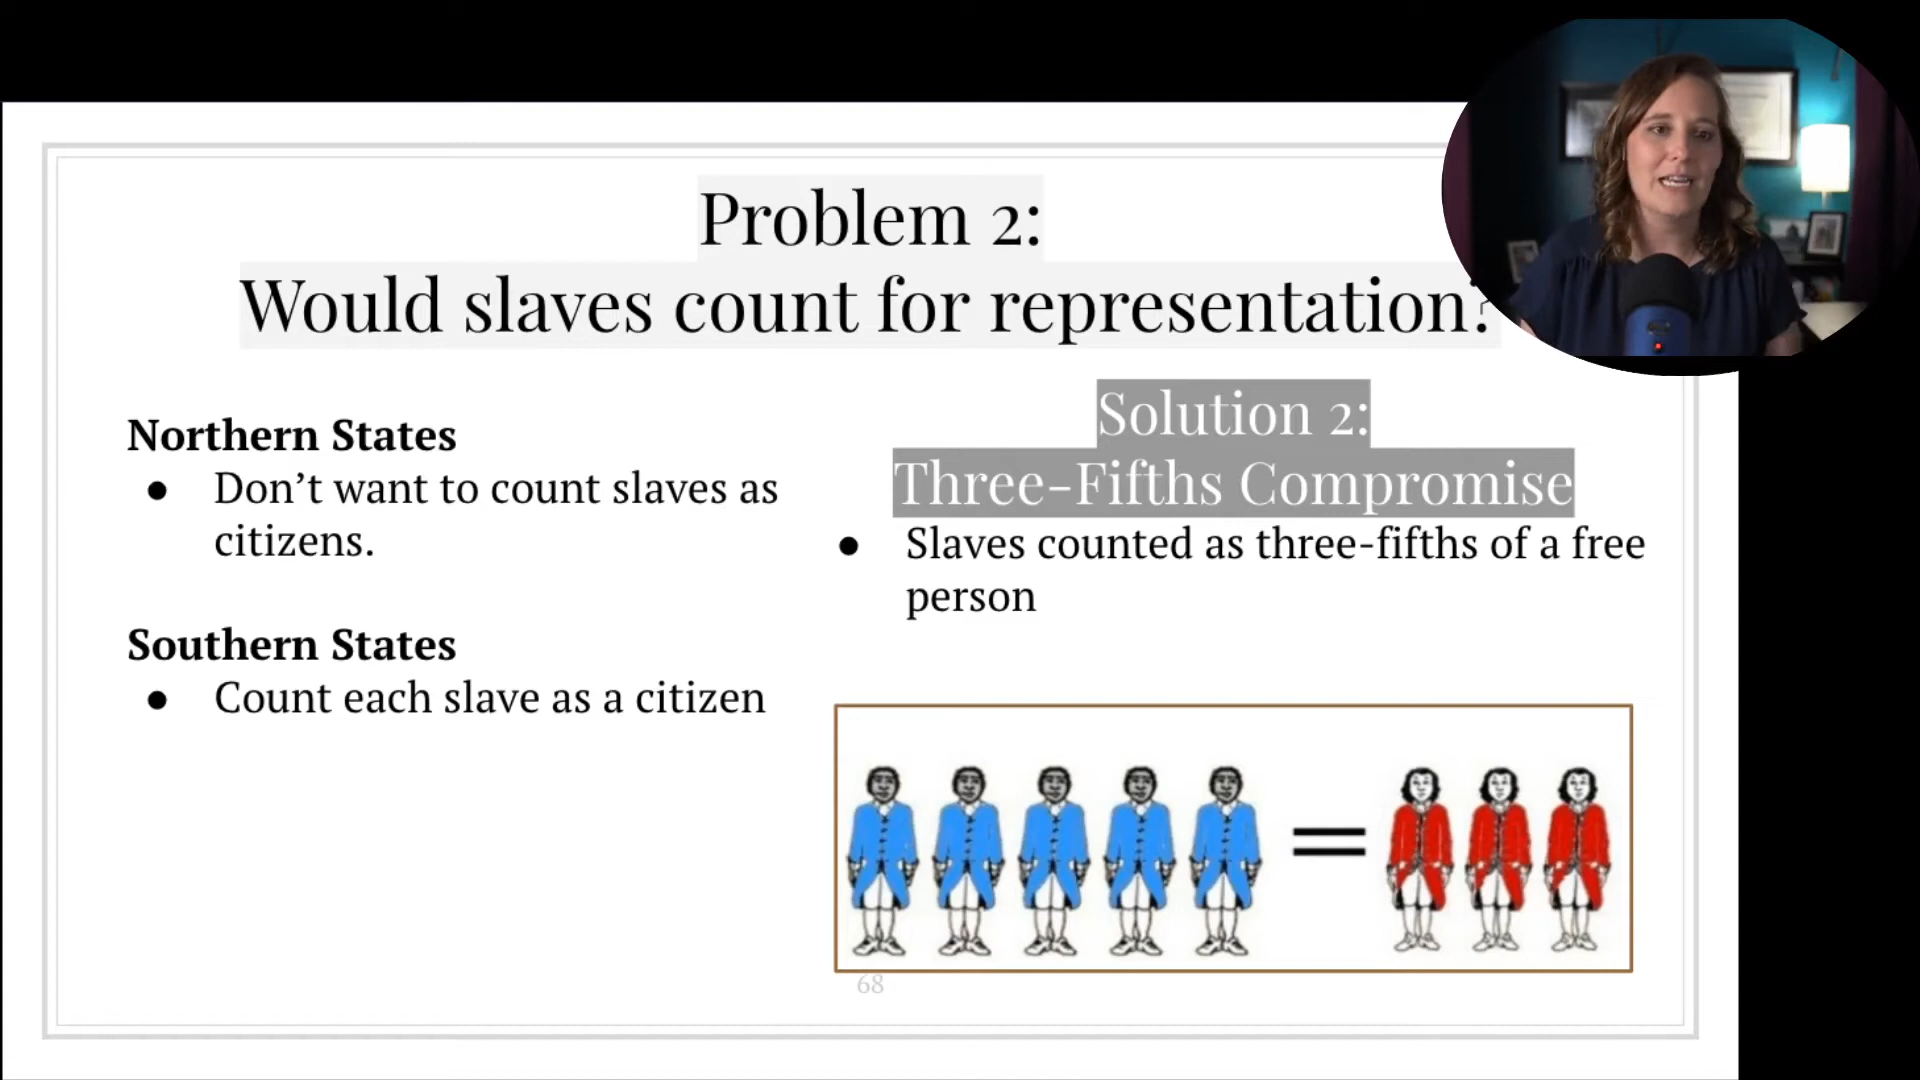 Problem 2:
Would slaves count for representation?
Northern States
● Don’t want to count slaves as
citizens.
Southern States
● Count each slave as a citizen
Solution 2:
Three-Fifths Compromise
● Slaves counted as three-fifths of a free
person
=
68